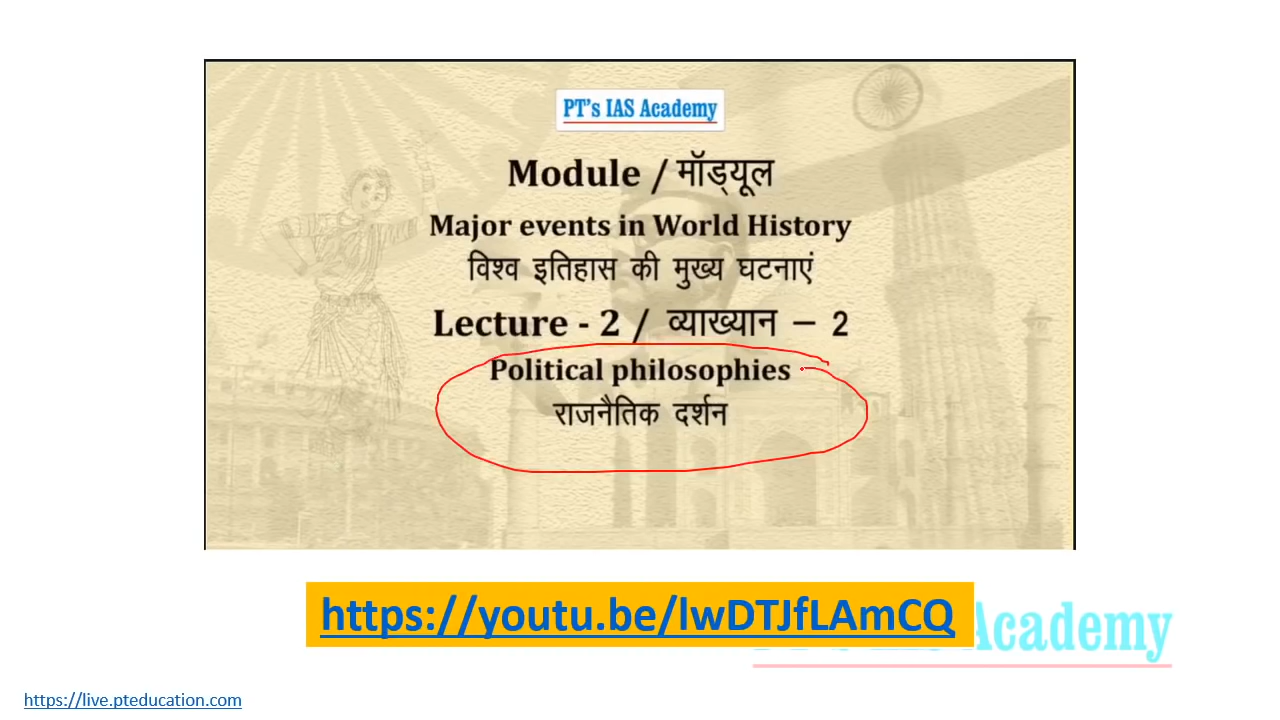 PT's IAS Academy
Module / मॉड्यूल
Major events in World History
विश्व इतिहास की मुख्य घटनाएं
Lecture - 2 / व्याख्यान – 2
Political philosophies
राजनैतिक दर्शन
https://youtu.be/lwDTJfLAmCQ
Academy
https://live.pteducation.com